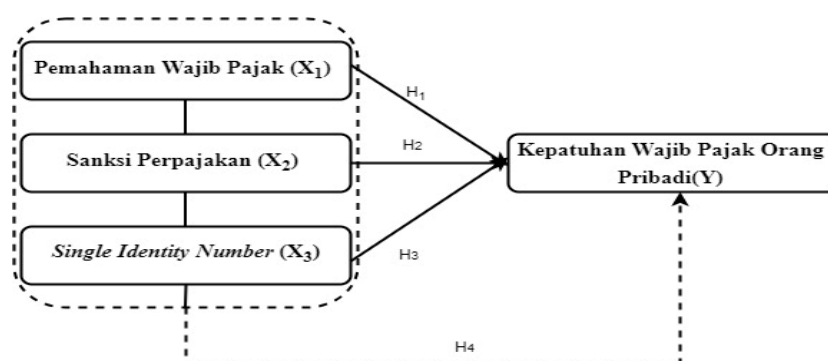 Pemahaman Wajib Pajak (X₁)
H₁
Sanksi Perpajakan (X₂)
H2
Kepatuhan Wajib Pajak Orang
Pribadi(Y)
Single Identity Number (X₃)
H3
H4